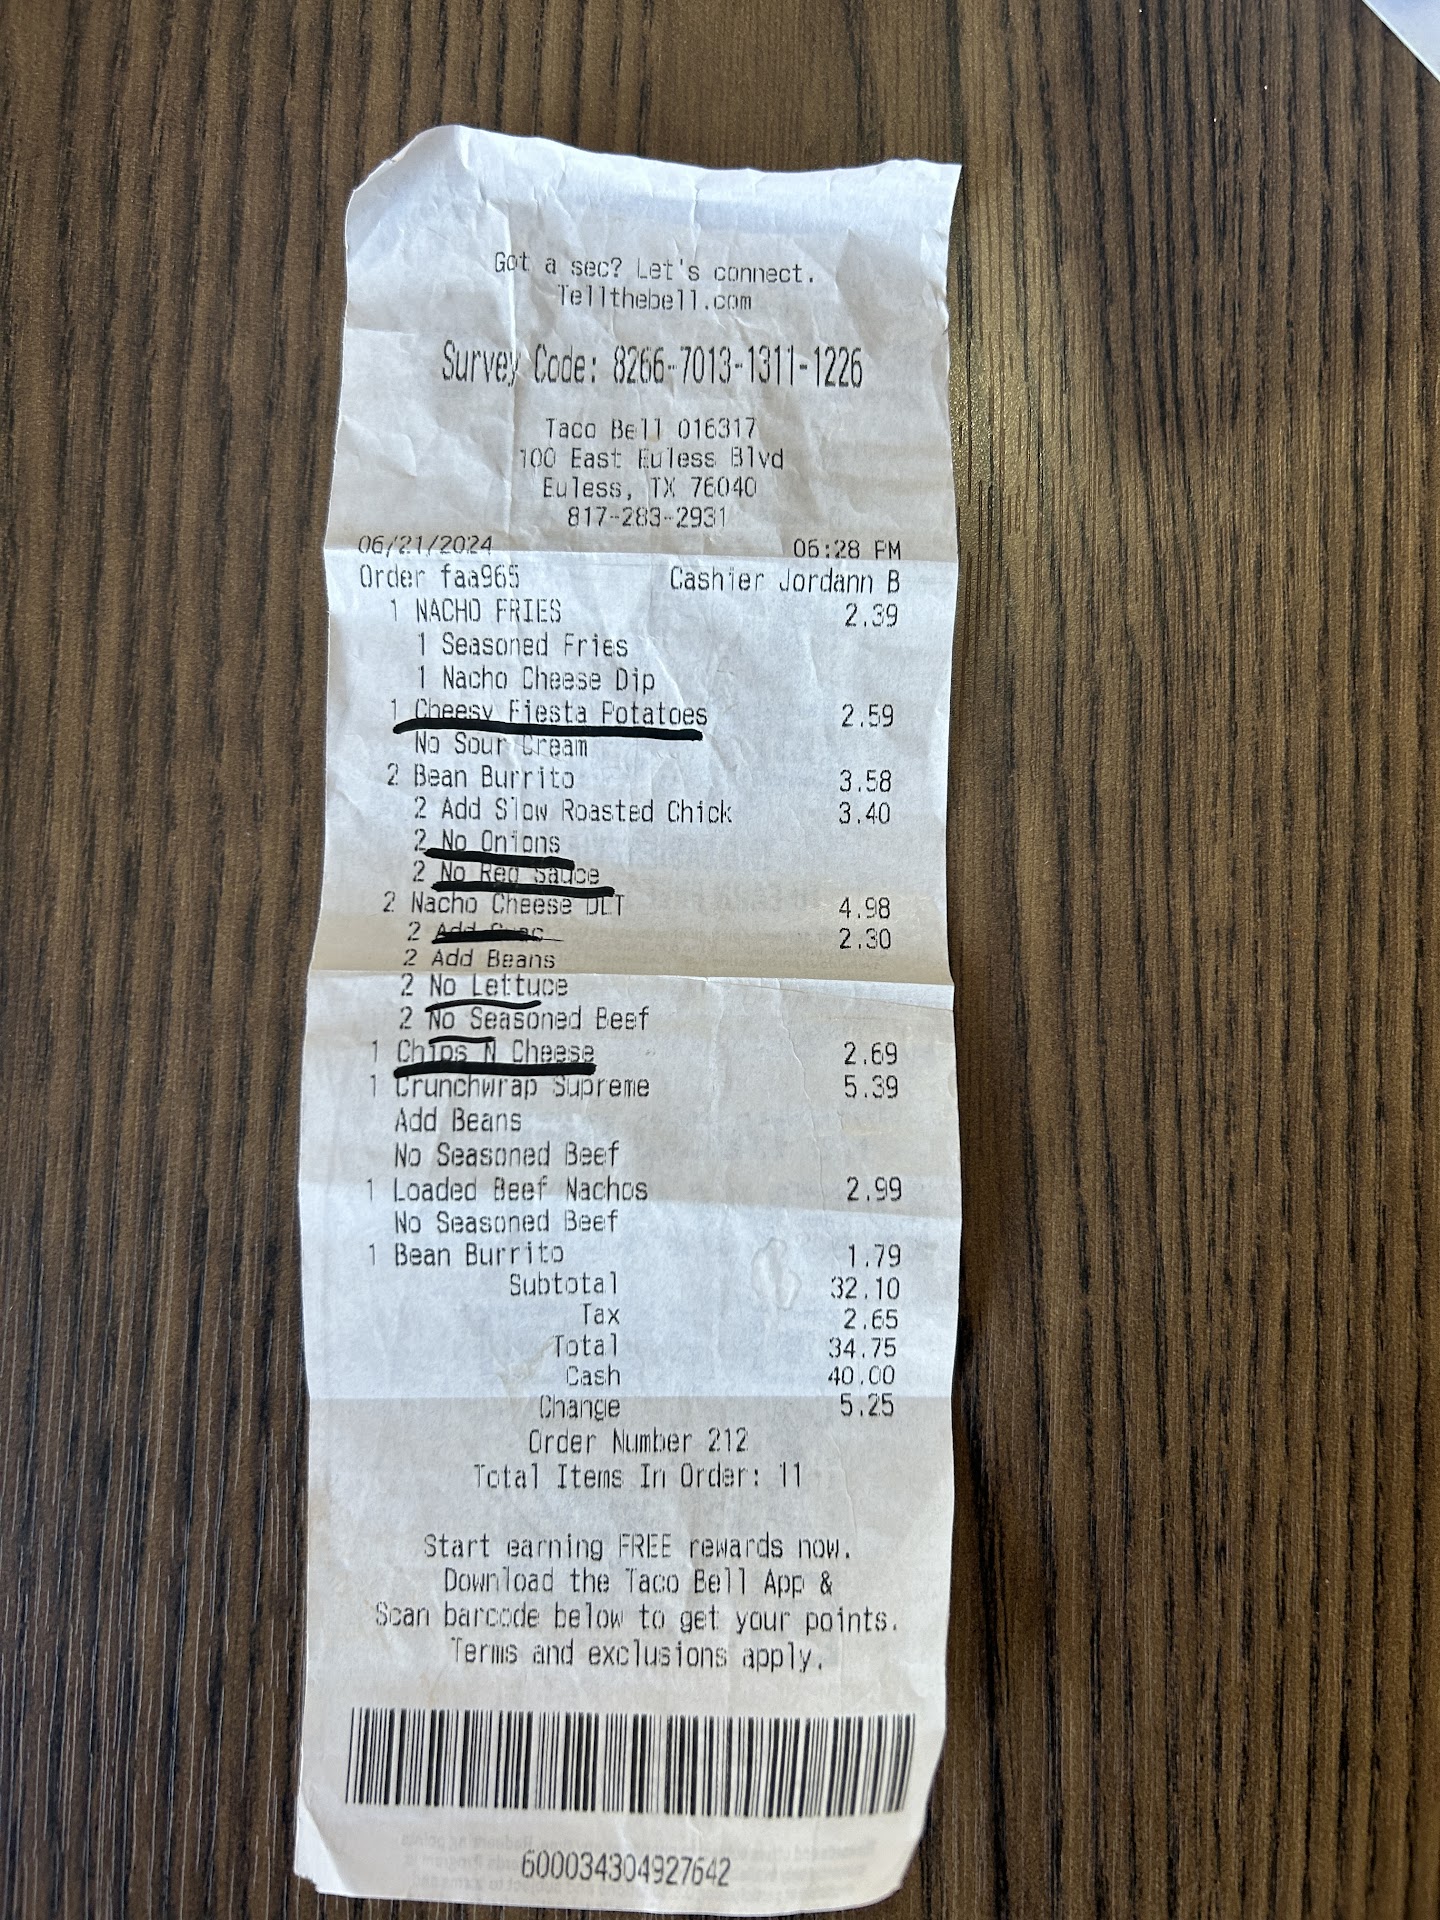 Got a sec? Let's connect.
Tellthebell.com
Survey Code: 8266-7013-1311-1226
Taco Bell 016317
100 East Euless Blvd
Euless, TX 76040
817-283-2931
06/21/2024 06:28 PM
Order faa965 Cashier Jordann B
1 NACHO FRIES 2.39
1 Seasoned Fries
1 Nacho Cheese Dip
1 Cheesy Fiesta Potatoes 2.59
No Sour Cream
2 Bean Burrito 3.58
2 Add Slow Roasted Chick 3.40
2 No Onions
2 No Red Sauce
2 Nacho Cheese DLT 4.98
2 Add 2.30
2 Add Beans
2 No Lettuce
2 No Seasoned Beef
1 Chips N Cheese 2.69
1 Crunchwrap Supreme 5.39
Add Beans
No Seasoned Beef
1 Loaded Beef Nachos 2.99
No Seasoned Beef
1 Bean Burrito 1.79
Subtotal 32.10
Tax 2.65
Total 34.75
Cash 40.00
Change 5.25
Order Number 212
Total Items In Order: 11
Start earning FREE rewards now.
Download the Taco Bell App &
Scan barcode below to get your points.
Terms and exclusions apply.
600034304927642